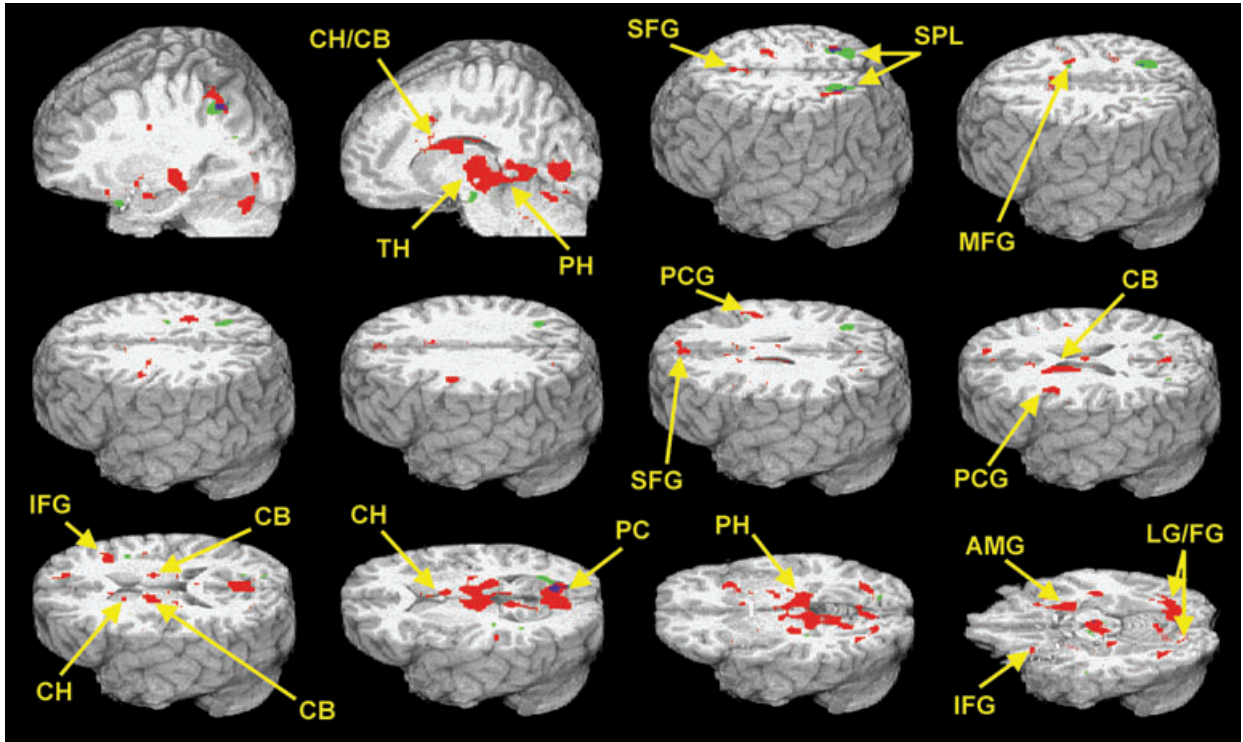 CH/CB
SFG
SPL
TH
PH
MFG
PCG
CB
SFG
PCG
IFG
CB
CH
PC
PH
AMG
LG/FG
CH
CB
IFG